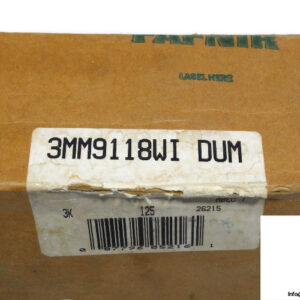 FAFNIR
LABEL HERE
3MM9118WI DUM
3K 125 26215